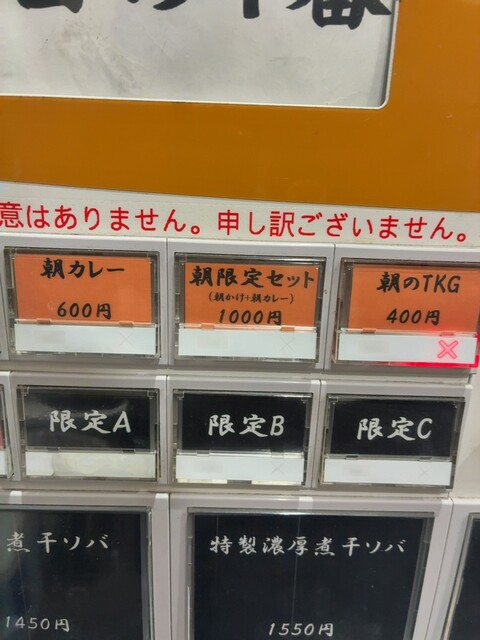 意はありません。申し訳ございません。
朝カレー
600円
朝限定セット
(朝かけ+朝カレー)
1000円
朝のTKG
400円
限定A
限定B
限定C
煮干ソバ
1450円
特製濃厚煮干ソバ
1550円